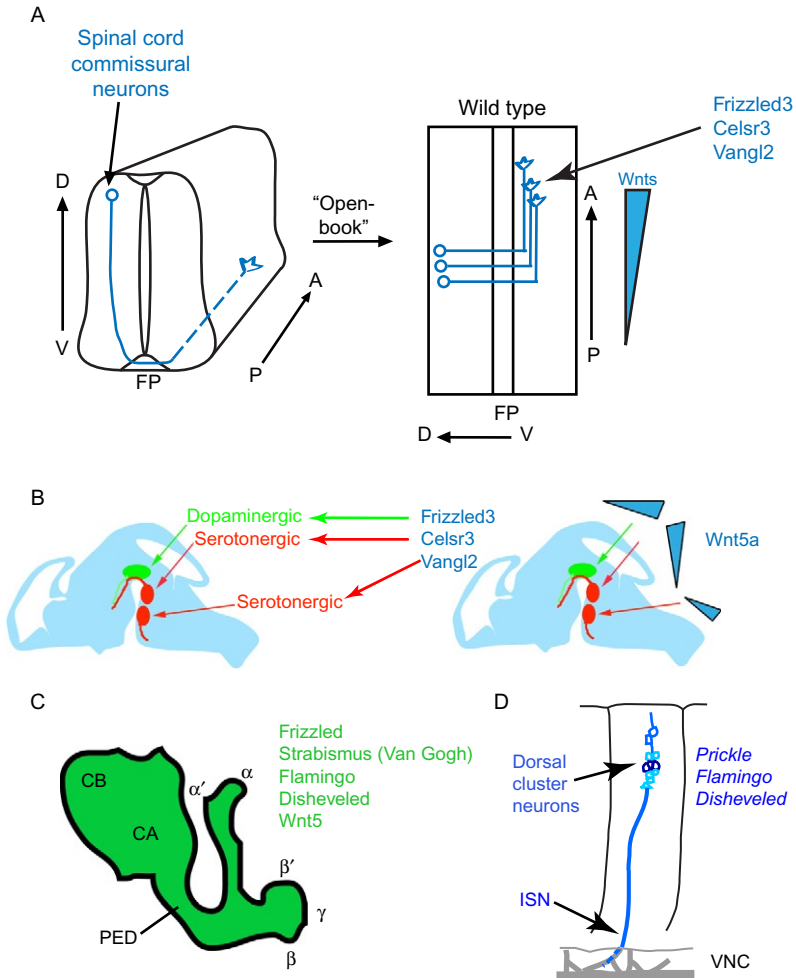 A
Spinal cord
commissural
neurons
D
V
FP
A
P
“Open-
book”
Wild type
Frizzled3
Celsr3
Vangl2
Wnts
A
P
FP
D
V
B
Dopaminergic
Serotonergic
Serotonergic
Frizzled3
Celsr3
Vangl2
Wnt5a
C
CB
CA
PED
α′
α
β′
γ
β
Frizzled
Strabismus (Van Gogh)
Flamingo
Disheveled
Wnt5
D
Dorsal
cluster
neurons
Prickle
Flamingo
Disheveled
ISN
VNC